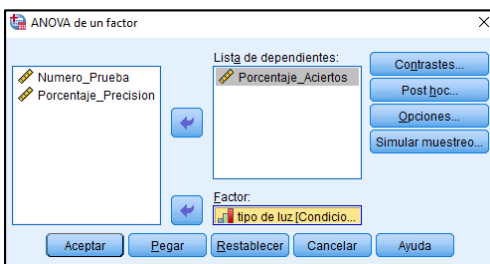 ANOVA de un factor
Numero_Prueba
Porcentaje_Precision
Lista de dependientes:
Porcentaje_Aciertos
Factor:
tipo de luz [Condicio...
Contrastes...
Post hoc...
Opciones...
Simular muestreo...
Aceptar
Pegar
Restablecer
Cancelar
Ayuda